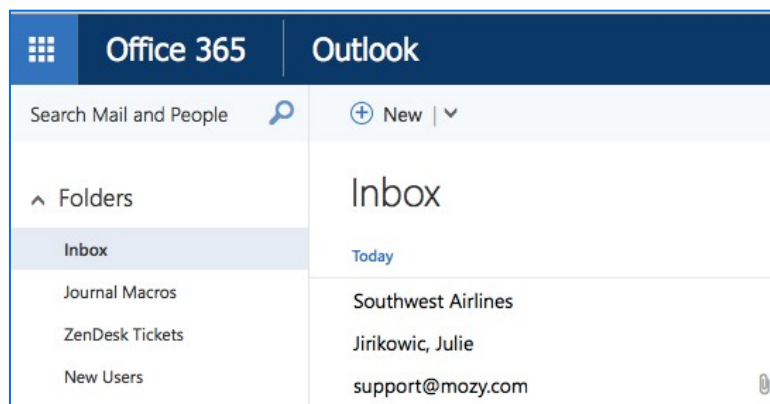 Office 365
Outlook
Search Mail and People
New
Folders
Inbox
Journal Macros
ZenDesk Tickets
New Users
Inbox
Today
Southwest Airlines
Jirikowic, Julie
support@mozy.com